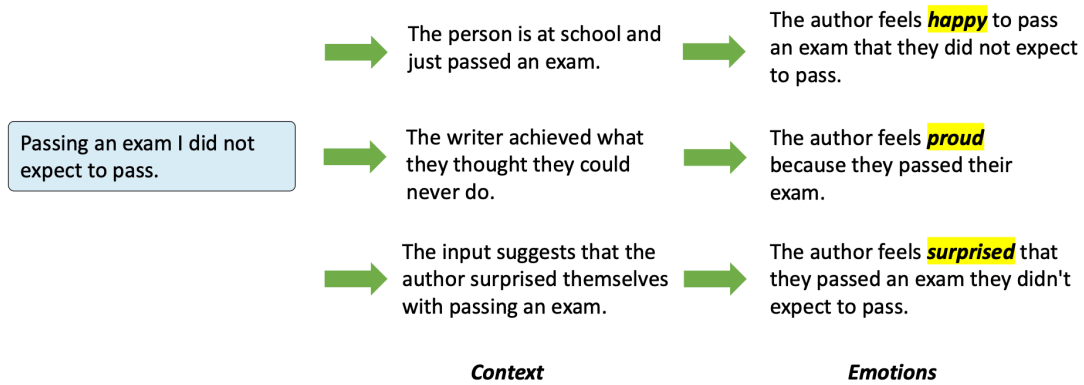 Passing an exam I did not
expect to pass.
The person is at school and
just passed an exam.
The author feels happy to pass
an exam that they did not expect
to pass.
The writer achieved what
they thought they could
never do.
The author feels proud
because they passed their
exam.
The input suggests that the
author surprised themselves
with passing an exam.
The author feels surprised that
they passed an exam they didn't
expect to pass.
Context
Emotions